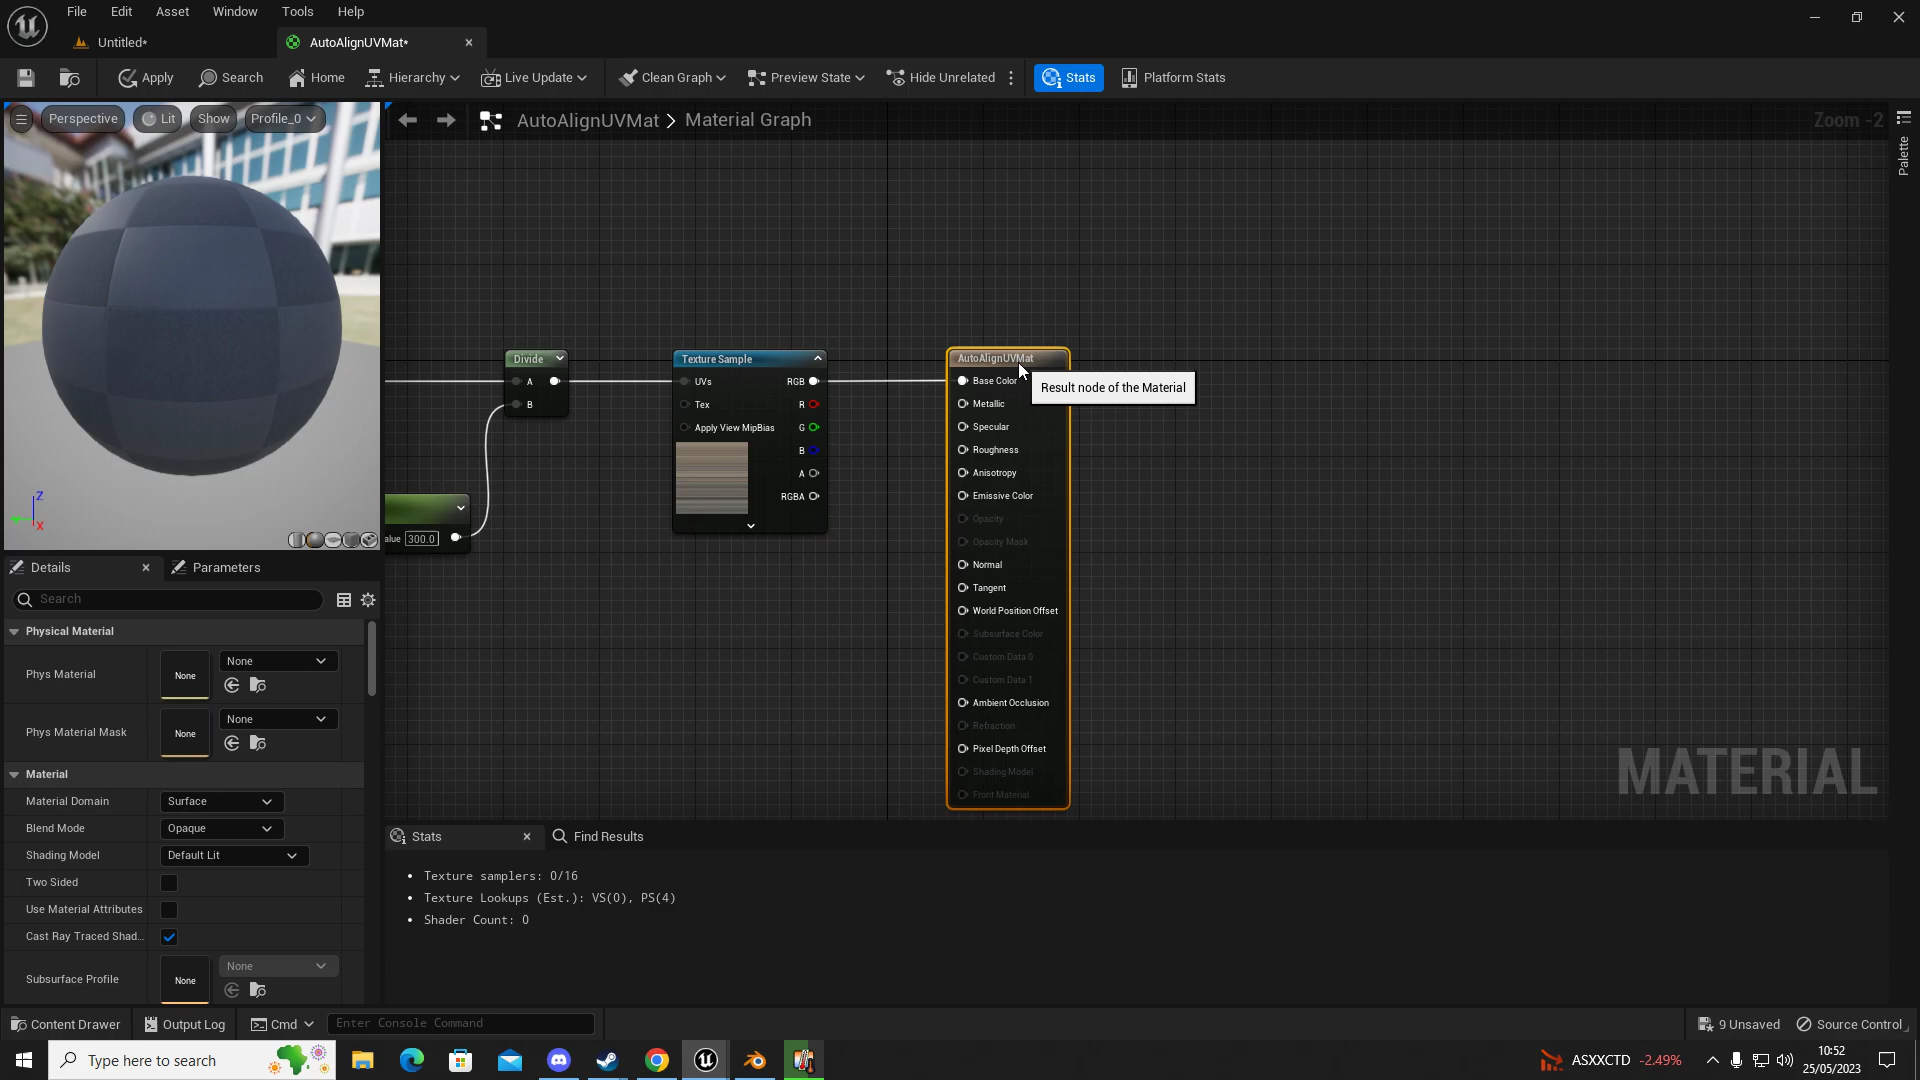 File Edit Asset Window Tools Help
Untitled*
AutoAlignUVMat*
Apply Search Home Hierarchy Live Update Clean Graph Preview State Hide Unrelated Stats Platform Stats
Perspective Lit Show Profile_0
AutoAlignUVMat > Material Graph
Zoom -2
Palette
Divide
A
B
alue 300.0
Texture Sample
UVs RGB
Tex R
Apply View MipBias G
B
A
RGBA
AutoAlignUVMat
Base Color
Result node of the Material
Metallic
Specular
Roughness
Anisotropy
Emissive Color
Opacity
Opacity Mask
Normal
Tangent
World Position Offset
Subsurface Color
Custom Data 0
Custom Data 1
Ambient Occlusion
Refraction
Pixel Depth Offset
Shading Model
Front Material
MATERIAL
Z
X
Details Parameters
Search
Physical Material
Phys Material None None
Phys Material Mask None None
Material
Material Domain Surface
Blend Mode Opaque
Shading Model Default Lit
Two Sided
Use Material Attributes
Cast Ray Traced Shad...
Subsurface Profile None None
Stats Find Results
Texture samplers: 0/16
Texture Lookups (Est.): VS(0), PS(4)
Shader Count: 0
Content Drawer Output Log Cmd Enter Console Command 9 Unsaved Source Control
Type here to search
ASXXCTD -2.49%
10:52
25/05/2023